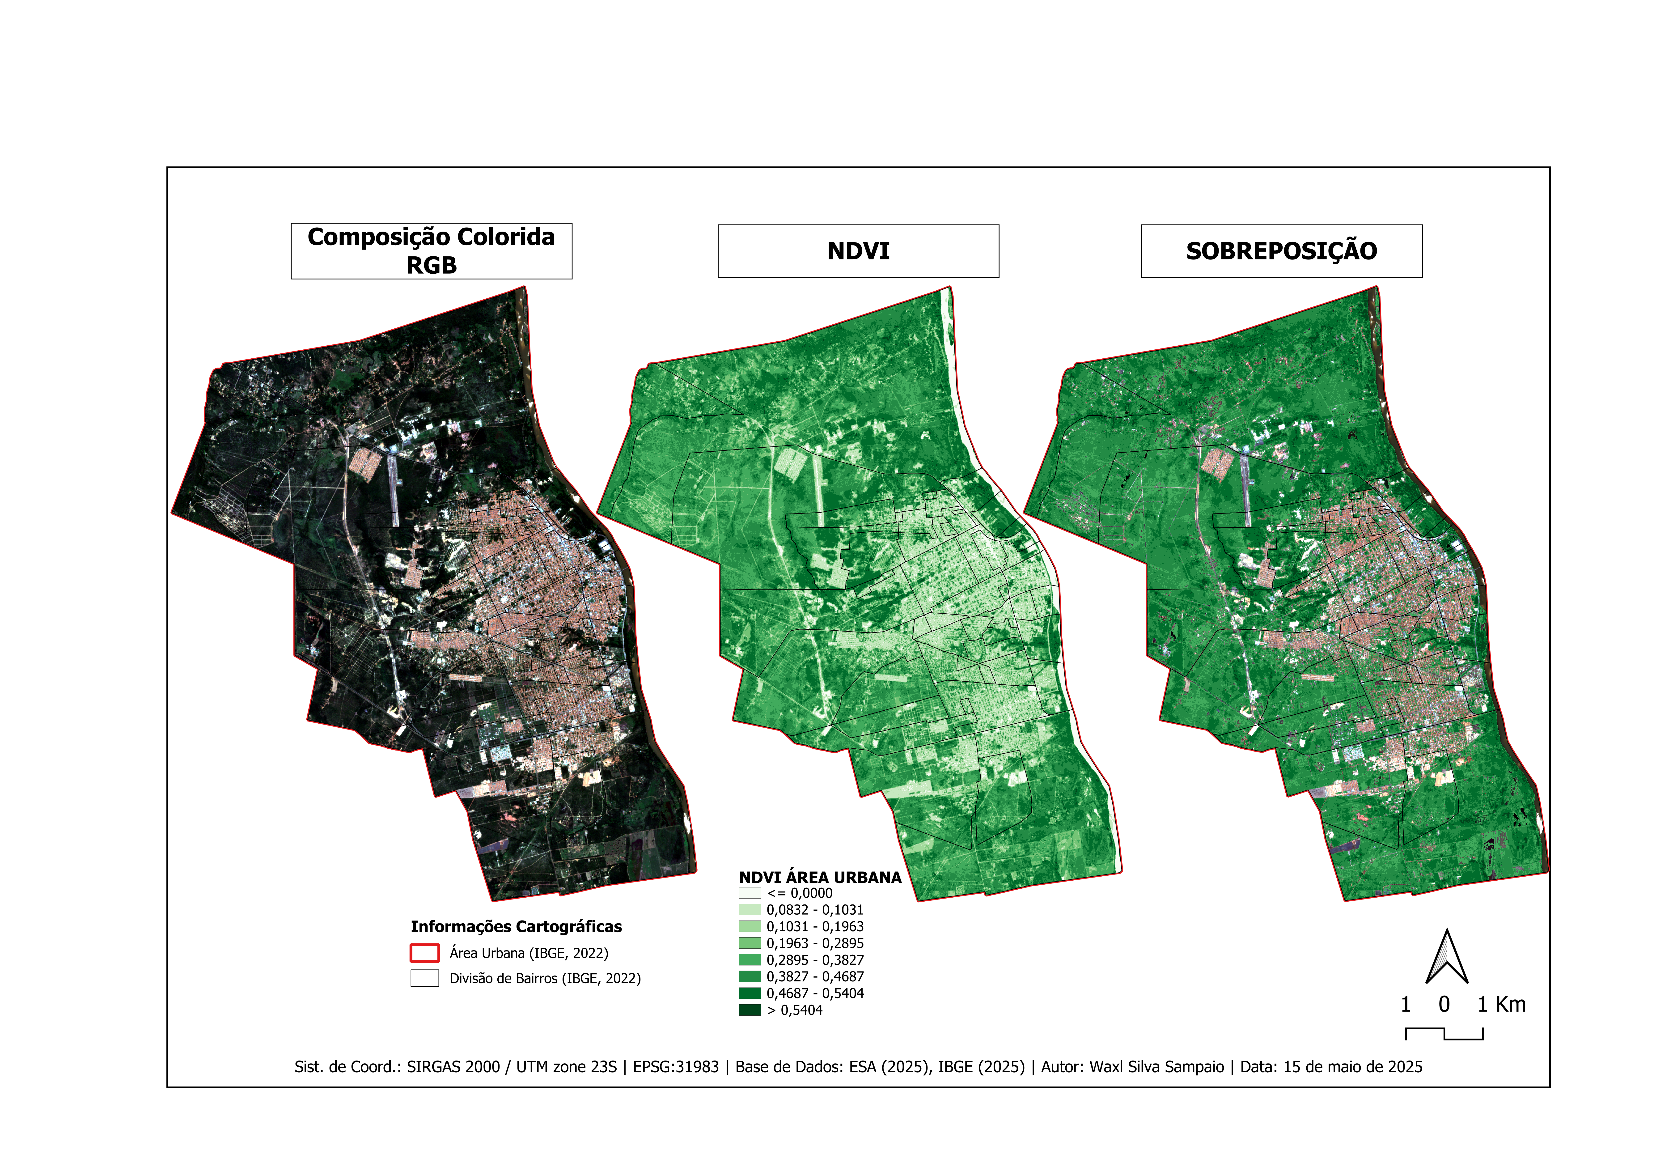 Composição Colorida
RGB
NDVI
SOBREPOSIÇÃO
NDVI ÁREA URBANA
<= 0,0000
0,0832 - 0,1031
0,1031 - 0,1963
0,1963 - 0,2895
0,2895 - 0,3827
0,3827 - 0,4687
0,4687 - 0,5404
> 0,5404
Informações Cartográficas
Área Urbana (IBGE, 2022)
Divisão de Bairros (IBGE, 2022)
1 0 1 Km
Sist. de Coord.: SIRGAS 2000 / UTM zone 23S | EPSG:31983 | Base de Dados: ESA (2025), IBGE (2025) | Autor: Waxl Silva Sampaio | Data: 15 de maio de 2025